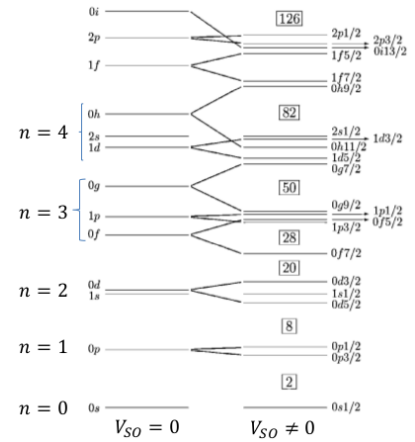 0i
126
2p
2p1/2
2p3/2
0i13/2
1f5/2
1f
1f7/2
0h9/2
0h
82
n = 4
2s
2s1/2
1d3/2
1d
0h11/2
1d5/2
0g7/2
0g
50
n = 3
0g9/2
1p1/2
1p
0f5/2
1p3/2
0f
28
0f7/2
20
n = 2
0d
0d3/2
1s
1s1/2
0d5/2
8
n = 1
0p
0p1/2
0p3/2
2
n = 0
0s
0s1/2
V_SO = 0
V_SO ≠ 0